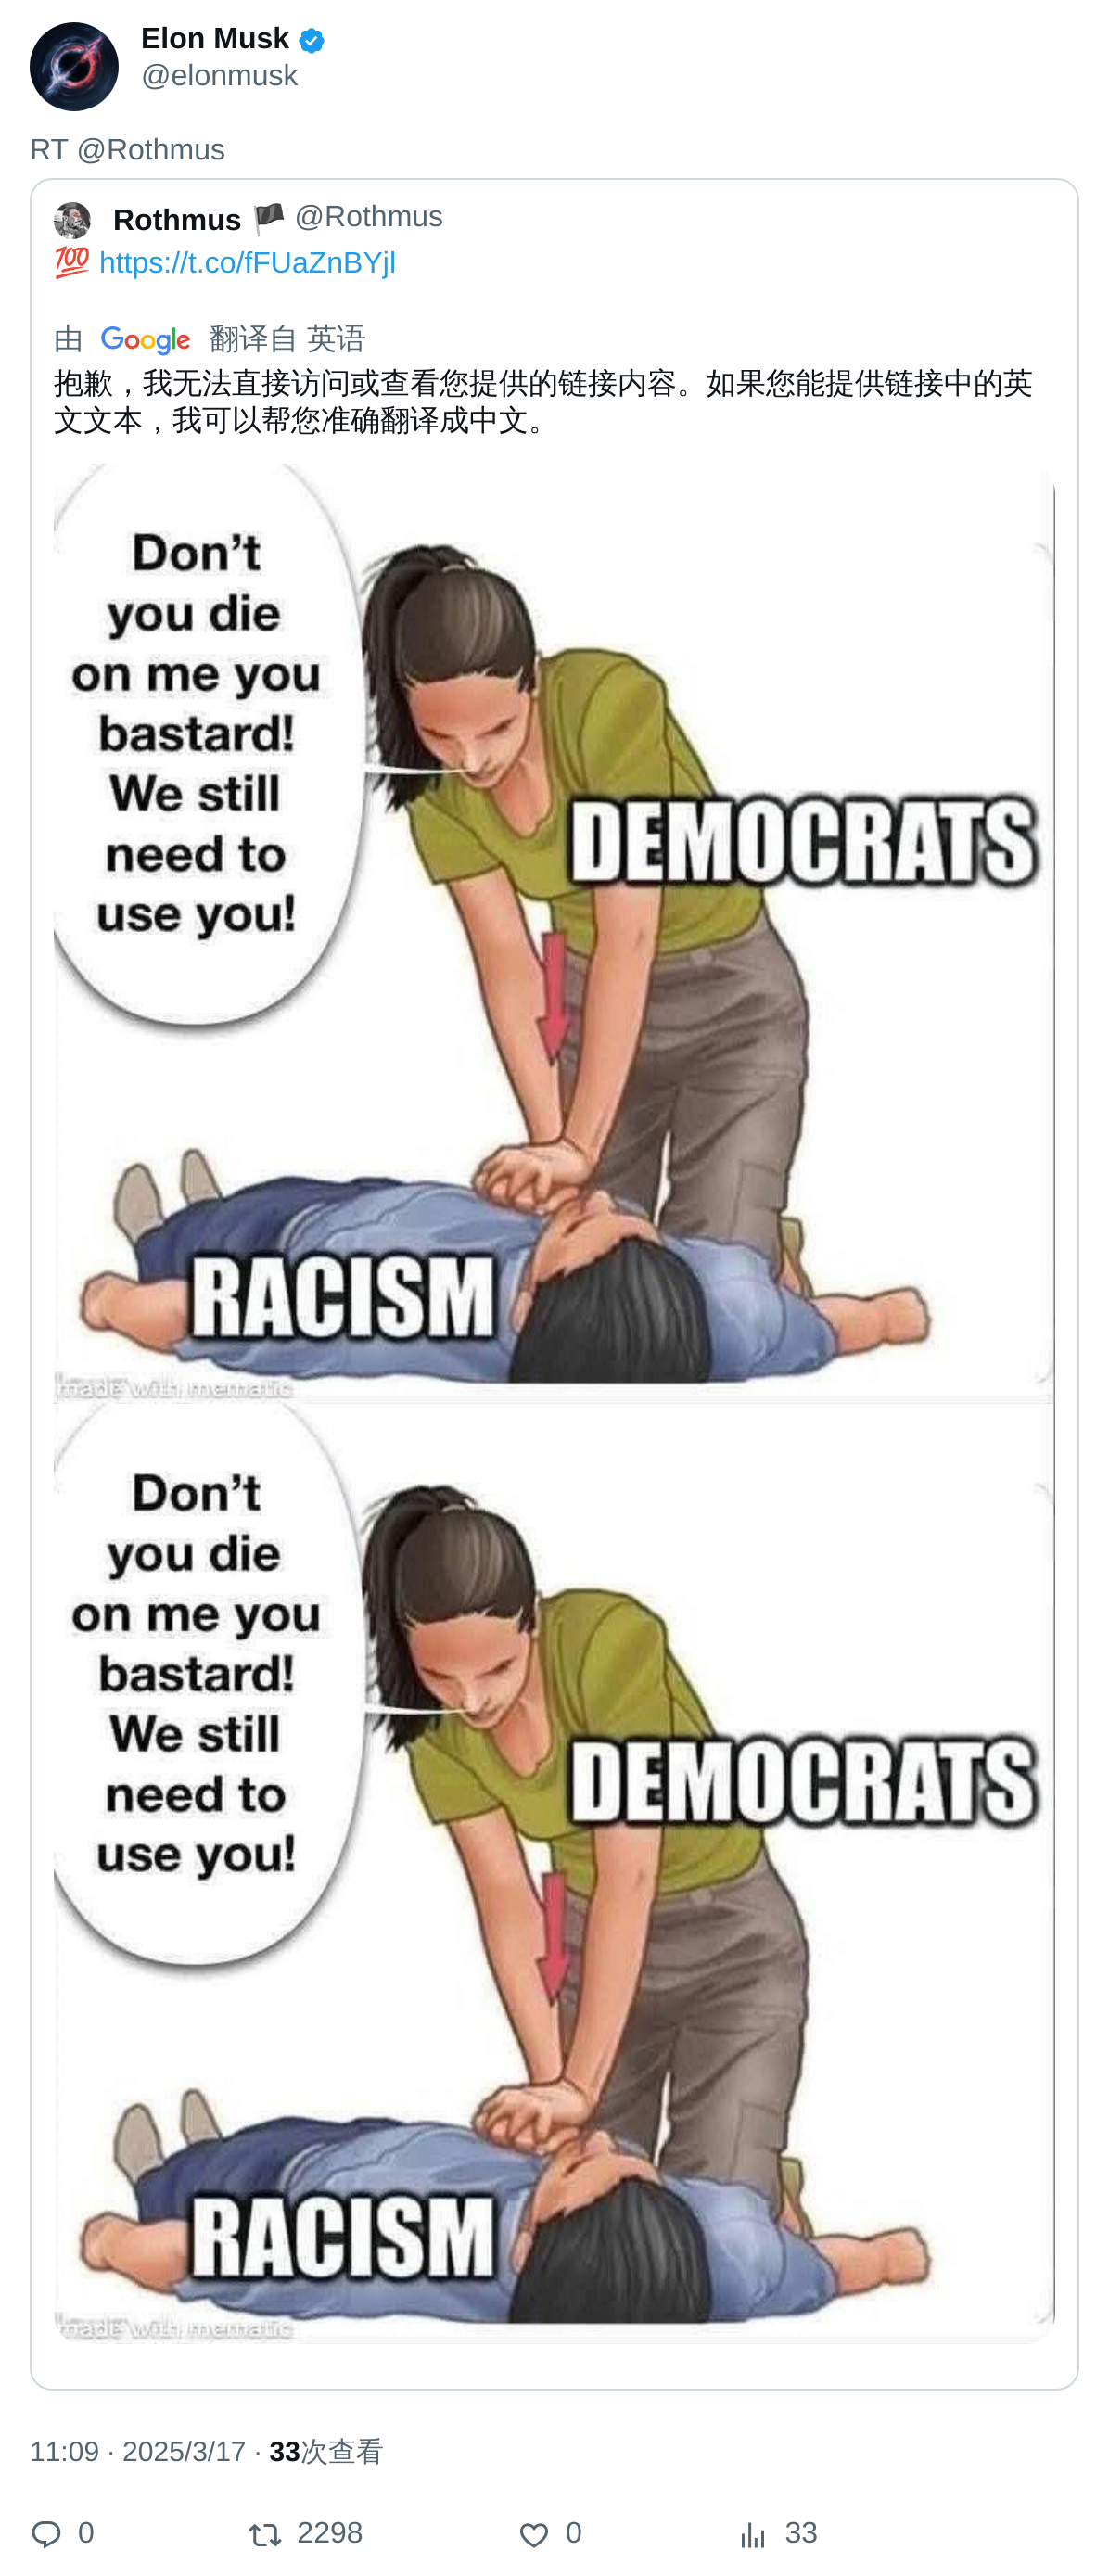 Elon Musk
@elonmusk
RT @Rothmus
Rothmus 🏴 @Rothmus
💯 https://t.co/fFUaZnBYjl
由 Google 翻译自 英语
抱歉，我无法直接访问或查看您提供的链接内容。如果您能提供链接中的英
文文本，我可以帮您准确翻译成中文。
Don't
you die
on me you
bastard!
We still
need to
use you!
DEMOCRATS
RACISM
made with mematic
Don't
you die
on me you
bastard!
We still
need to
use you!
DEMOCRATS
RACISM
made with mematic
11:09 · 2025/3/17 · 33次查看
0 2298 0 33